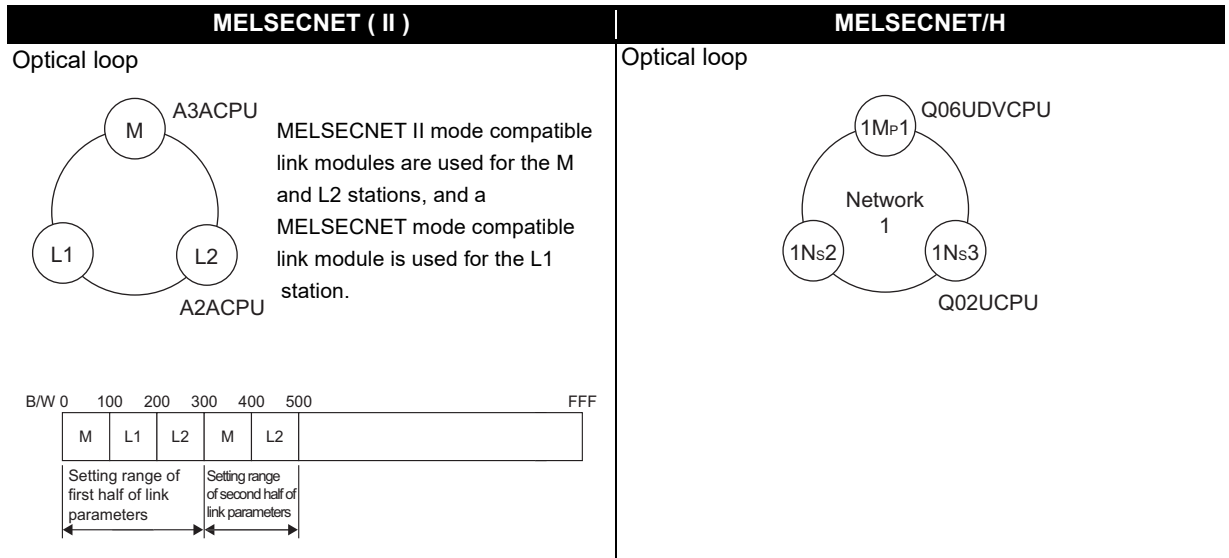 MELSECNET ( II )
MELSECNET/H
Optical loop
A3ACPU
M
MELSECNET II mode compatible
link modules are used for the M
and L2 stations, and a
MELSECNET mode compatible
link module is used for the L1
station.
L1
L2
A2ACPU
B/W 0 100 200 300 400 500 FFF
M L1 L2 M L2
Setting range of
first half of link
parameters
Setting range
of second half of
link parameters
Optical loop
Q06UDVCPU
1MP1
Network
1
1NS2
1NS3
Q02UCPU